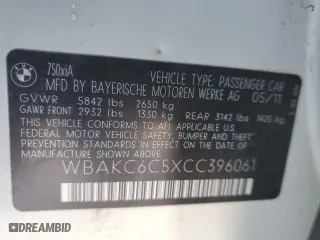 BMW
750xiA
VEHICLE TYPE: PASSENGER CAR
MFD BY BAYERISCHE MOTOREN WERKE AG 05/11
GVWR 5842 lbs 2650 kg
GAWR FRONT 2932 lbs 1330 kg REAR 3142 lbs 1425 kg
THIS VEHICLE CONFORMS TO ALL APPLICABLE
FEDERAL MOTOR VEHICLE SAFETY, BUMPER AND
THEFT PREVENTION STANDARDS IN EFFECT ON
THE DATE OF MANUFACTURE SHOWN ABOVE.
WBAKC6C5XCC396061